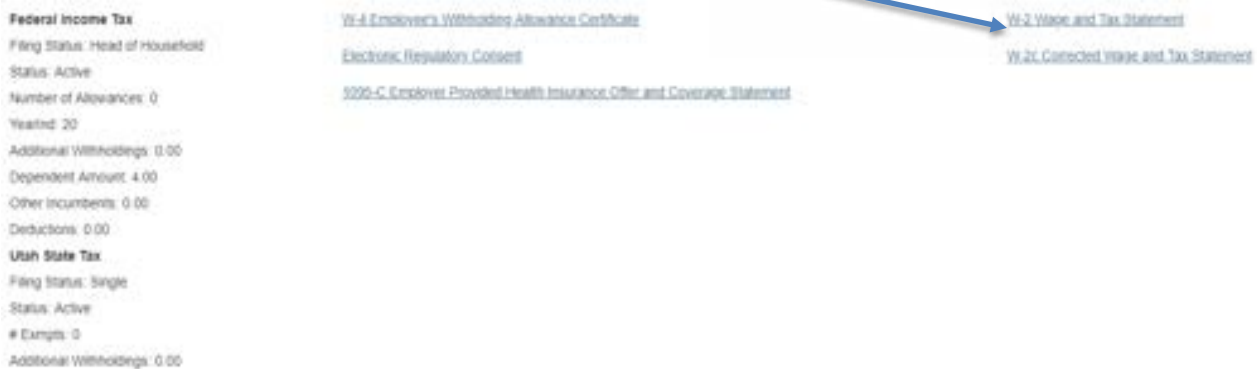 Federal Income Tax
Filing Status: Head of Household
Status: Active
Number of Allowances: 0
YearInd: 20
Additional Withholdings: 0.00
Dependent Amount: 4.00
Other Incumbents: 0.00
Deductions: 0.00
Utah State Tax
Filing Status: Single
Status: Active
# Exmpts: 0
Additional Withholdings: 0.00
W-4 Employee's Withholding Allowance Certificate
Electronic Regulatory Consent
1095-C Employer Provided Health Insurance Offer and Coverage Statement
W-2 Wage and Tax Statement
W-2c Corrected Wage and Tax Statement